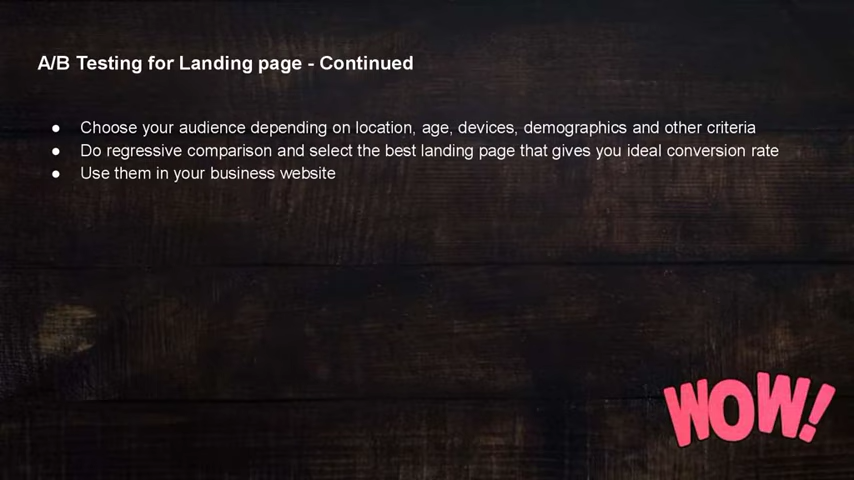 A/B Testing for Landing page - Continued
● Choose your audience depending on location, age, devices, demographics and other criteria
● Do regressive comparison and select the best landing page that gives you ideal conversion rate
● Use them in your business website
WOW!